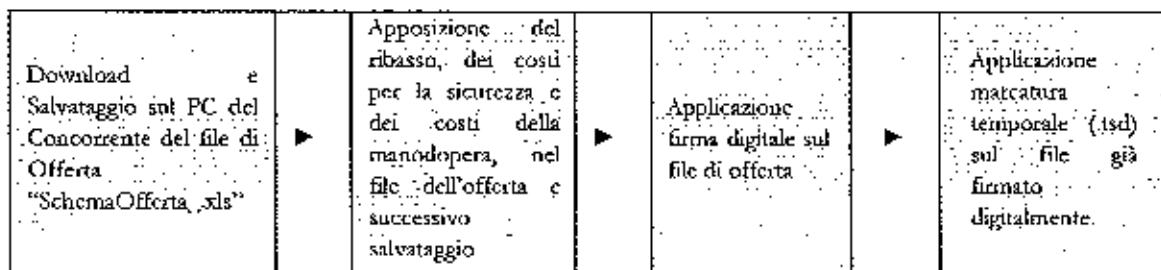 Download e
Salvataggio sul PC del
Concorrente del file di
Offerta
“SchemaOfferta_.xls”
►
Apposizione del
ribasso, dei costi
per la sicurezza e
dei costi della
manodopera, nel
file dell'offerta e
successivo
salvataggio
►
Applicazione
firma digitale sul
file di offerta
►
Applicazione
marcatura
temporale (.tsd)
sul file già
firmato
digitalmente.